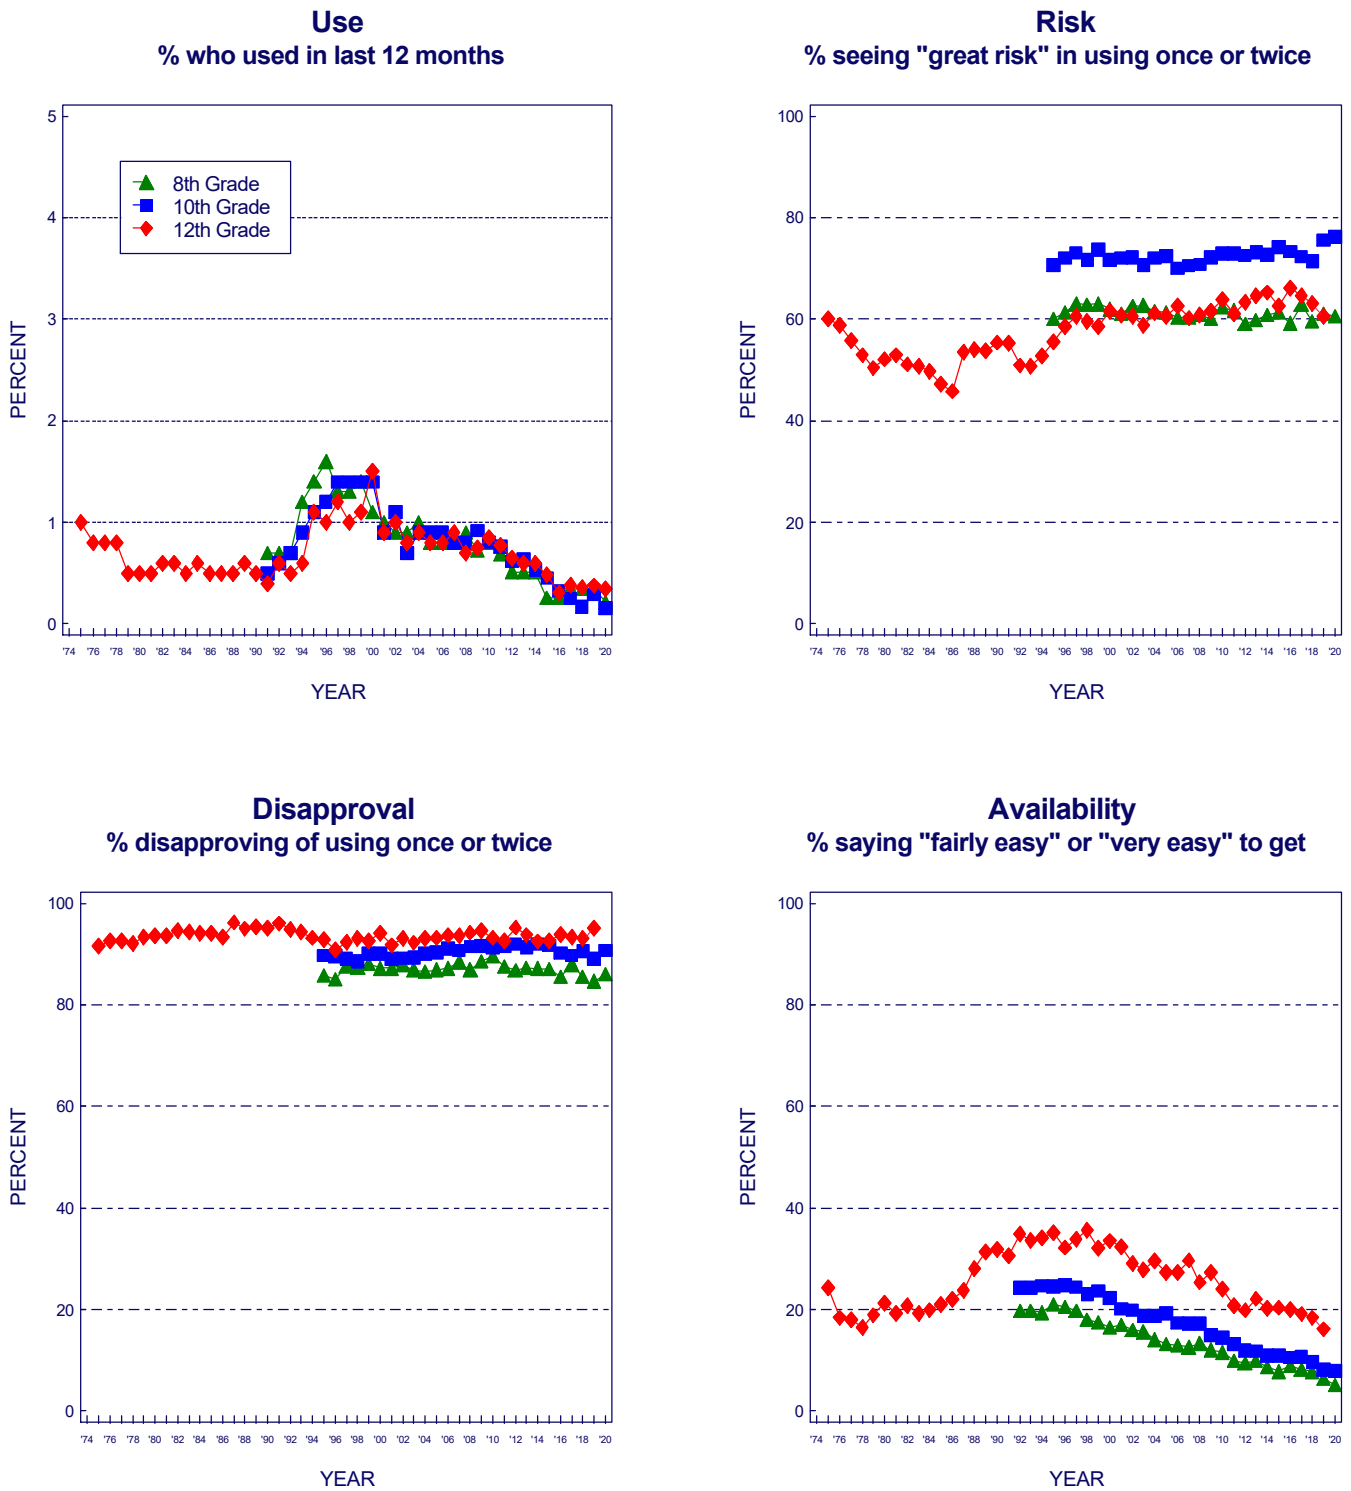 Use
% who used in last 12 months
5
4
3
2
1
0
PERCENT
8th Grade
10th Grade
12th Grade
'74 '76 '78 '80 '82 '84 '86 '88 '90 '92 '94 '96 '98 '00 '02 '04 '06 '08 '10 '12 '14 '16 '18 '20
YEAR
Risk
% seeing "great risk" in using once or twice
100
80
60
40
20
0
PERCENT
'74 '76 '78 '80 '82 '84 '86 '88 '90 '92 '94 '96 '98 '00 '02 '04 '06 '08 '10 '12 '14 '16 '18 '20
YEAR
Disapproval
% disapproving of using once or twice
100
80
60
40
20
0
PERCENT
'74 '76 '78 '80 '82 '84 '86 '88 '90 '92 '94 '96 '98 '00 '02 '04 '06 '08 '10 '12 '14 '16 '18 '20
YEAR
Availability
% saying "fairly easy" or "very easy" to get
100
80
60
40
20
0
PERCENT
'74 '76 '78 '80 '82 '84 '86 '88 '90 '92 '94 '96 '98 '00 '02 '04 '06 '08 '10 '12 '14 '16 '18 '20
YEAR